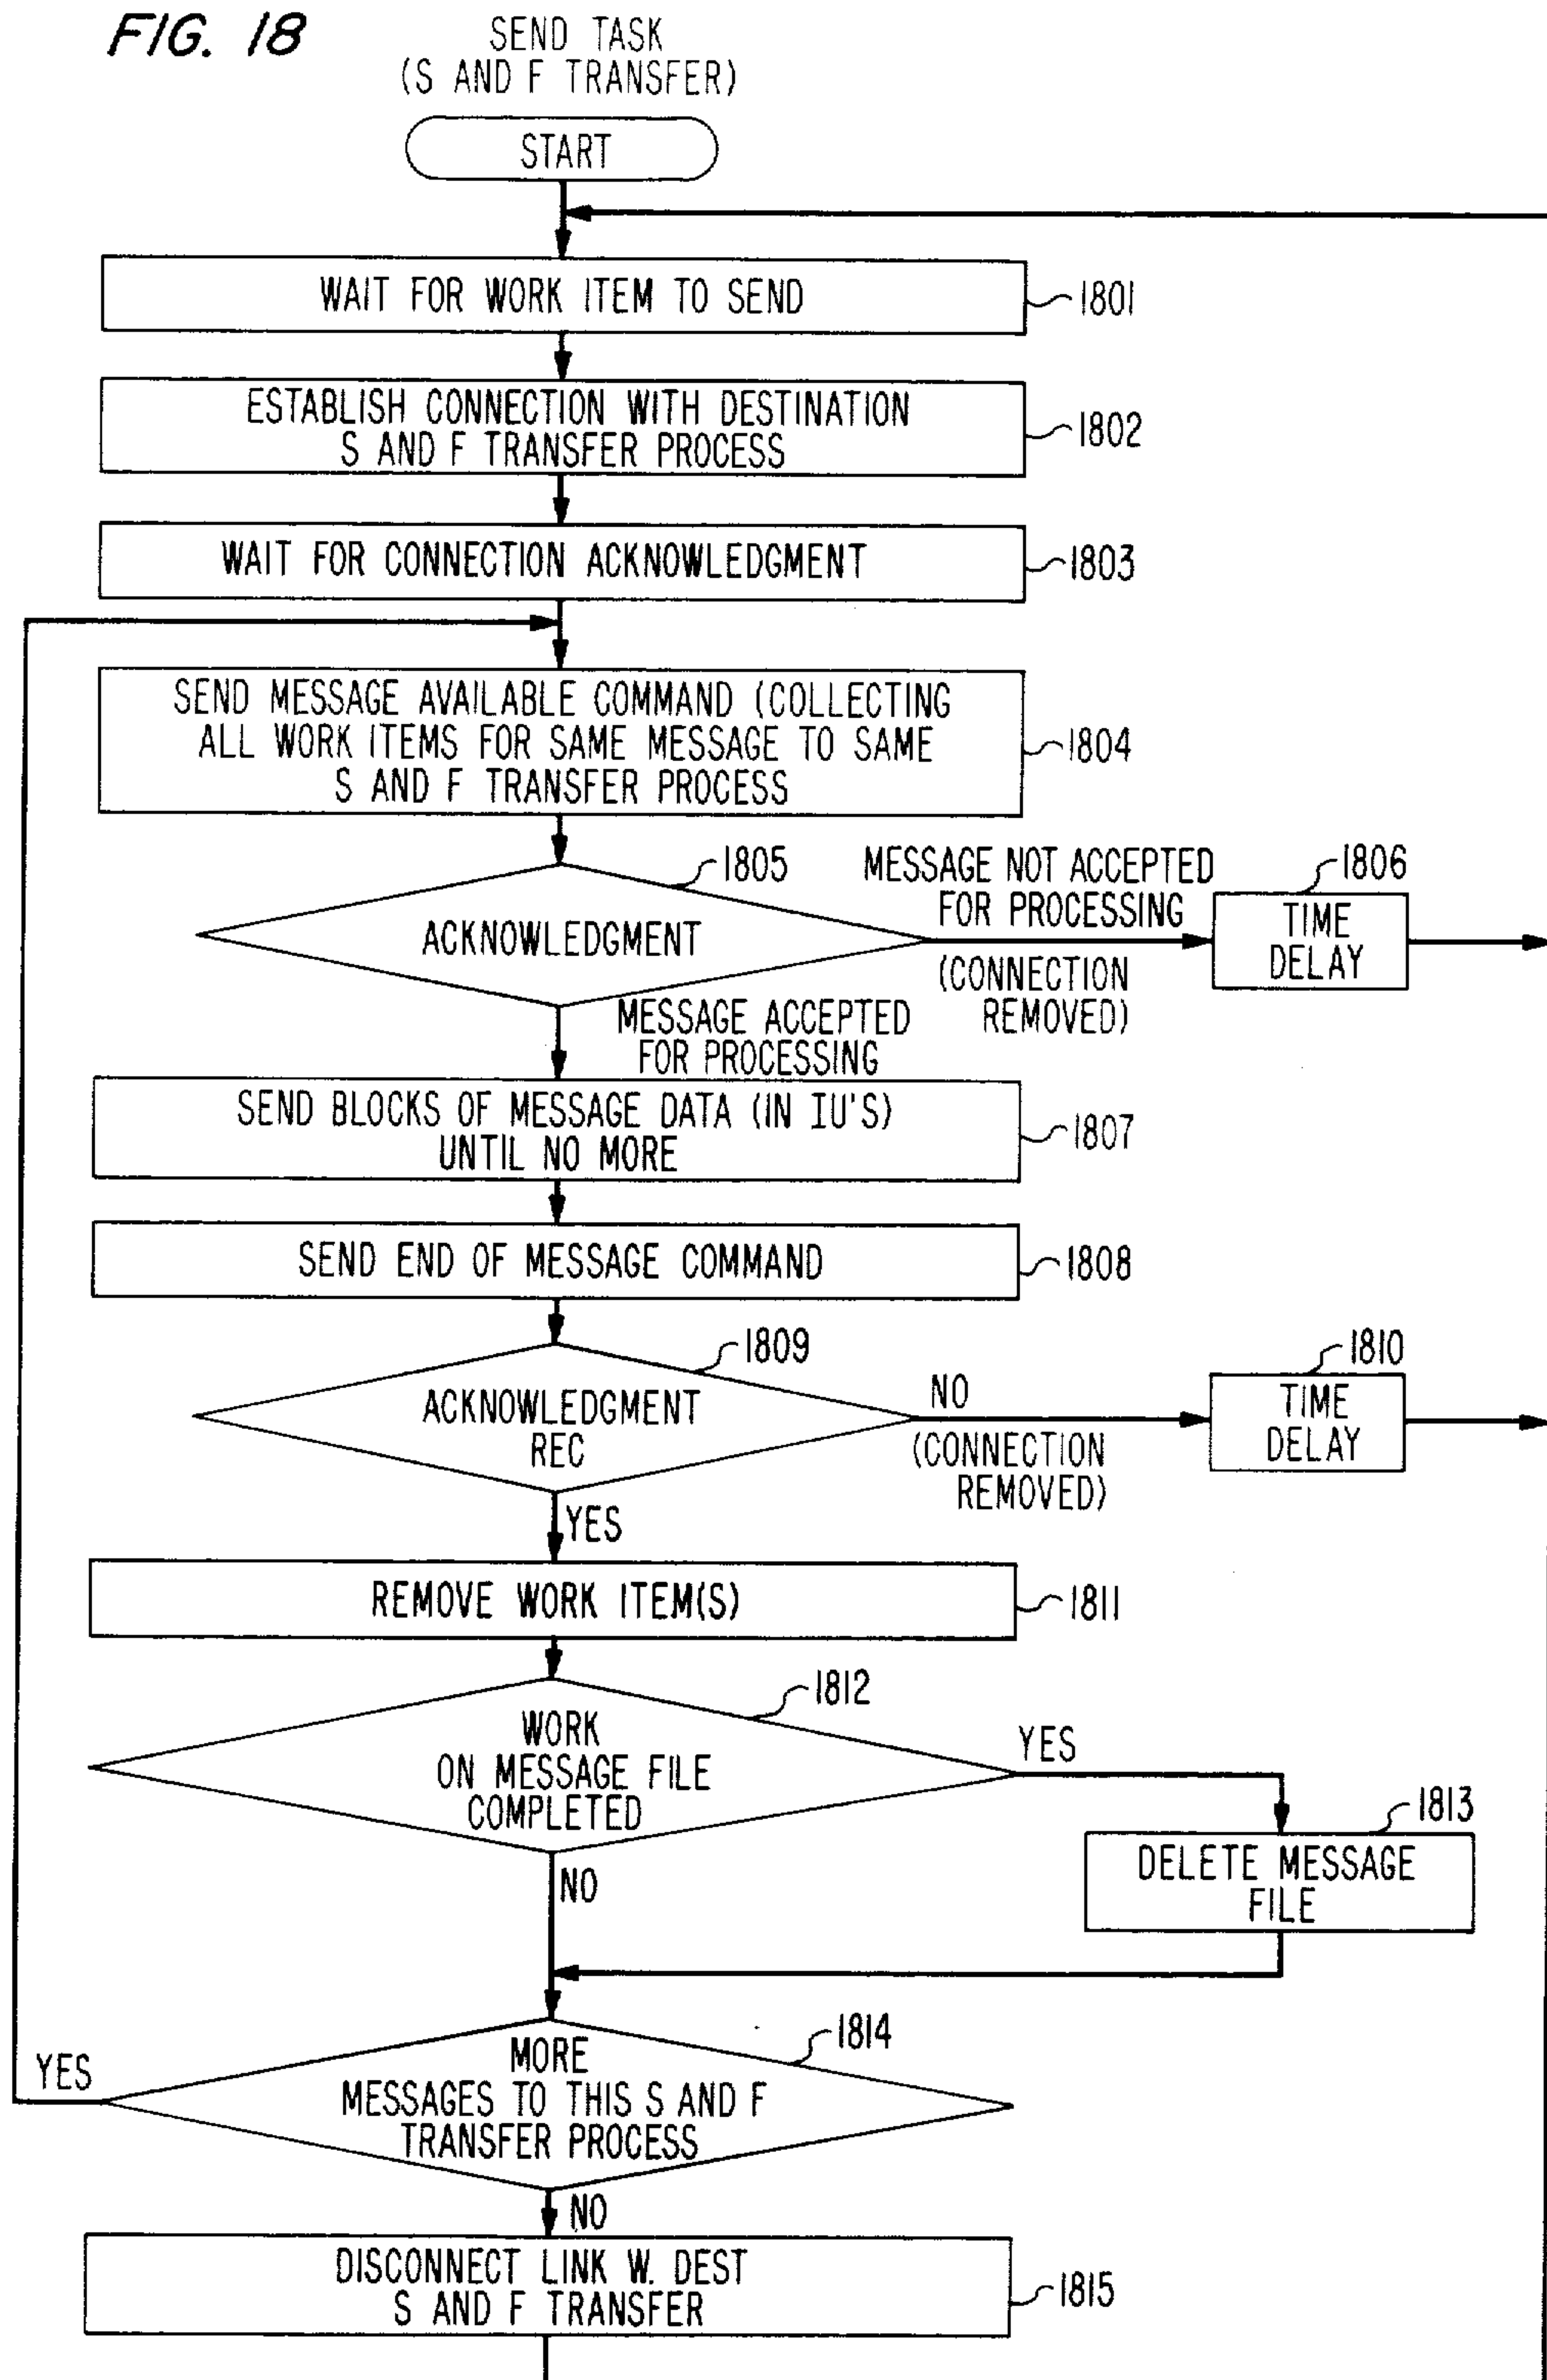 FIG. 18
SEND TASK
(S AND F TRANSFER)
START
WAIT FOR WORK ITEM TO SEND
1801
ESTABLISH CONNECTION WITH DESTINATION
S AND F TRANSFER PROCESS
1802
WAIT FOR CONNECTION ACKNOWLEDGMENT
1803
SEND MESSAGE AVAILABLE COMMAND (COLLECTING
ALL WORK ITEMS FOR SAME MESSAGE TO SAME
S AND F TRANSFER PROCESS
1804
1805
ACKNOWLEDGMENT
MESSAGE NOT ACCEPTED
FOR PROCESSING
(CONNECTION
REMOVED)
1806
TIME
DELAY
MESSAGE ACCEPTED
FOR PROCESSING
SEND BLOCKS OF MESSAGE DATA (IN IU'S)
UNTIL NO MORE
1807
SEND END OF MESSAGE COMMAND
1808
1809
ACKNOWLEDGMENT
REC
NO
(CONNECTION
REMOVED)
1810
TIME
DELAY
YES
REMOVE WORK ITEM(S)
1811
1812
WORK
ON MESSAGE FILE
COMPLETED
YES
1813
DELETE MESSAGE
FILE
NO
1814
MORE
MESSAGES TO THIS S AND F
TRANSFER PROCESS
YES
NO
DISCONNECT LINK W. DEST
S AND F TRANSFER
1815